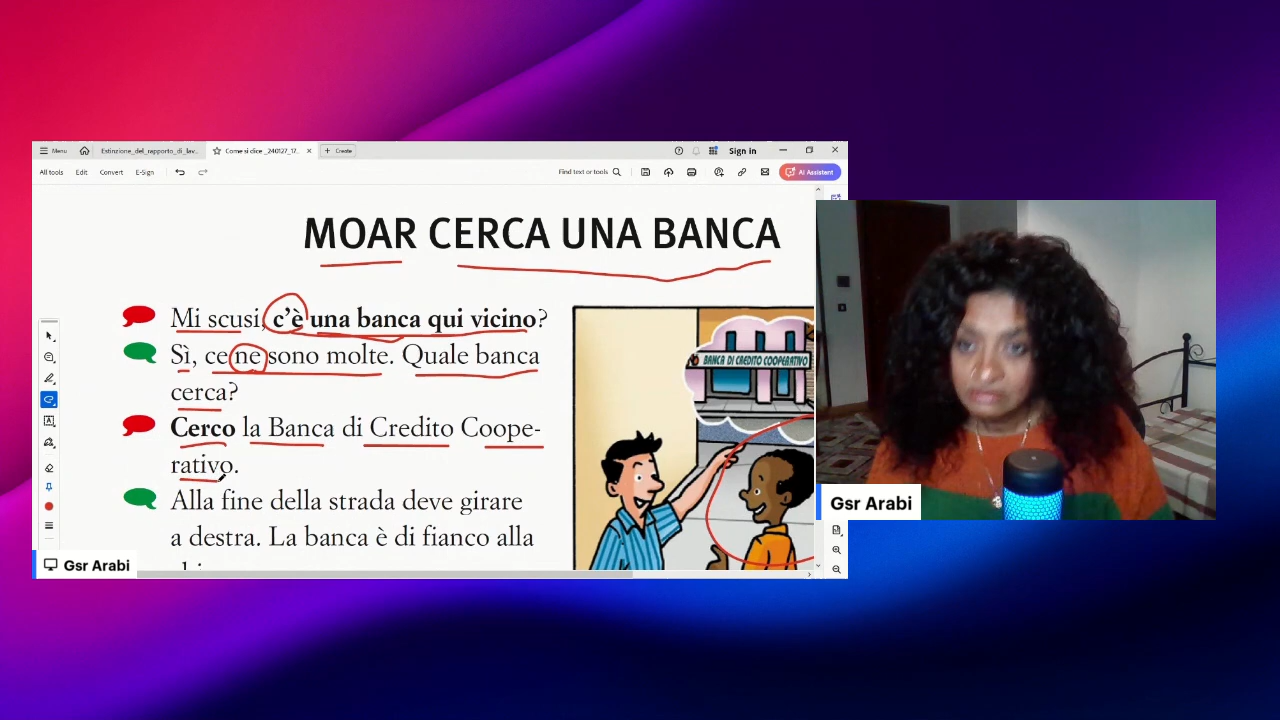 Menu
Estinzione_del_rapporto_di_lav...
Come si dice _240127_17...
Create
Sign in
All tools
Edit
Convert
E-Sign
Find text or tools
AI Assistant
MOAR CERCA UNA BANCA
Mi scusi, c'è una banca qui vicino?
Sì, ce ne sono molte. Quale banca
cerca?
Cerco la Banca di Credito Coope-
rativo.
Alla fine della strada deve girare
a destra. La banca è di fianco alla
BANCA DI CREDITO COOPERATIVO
Gsr Arabi
Gsr Arabi